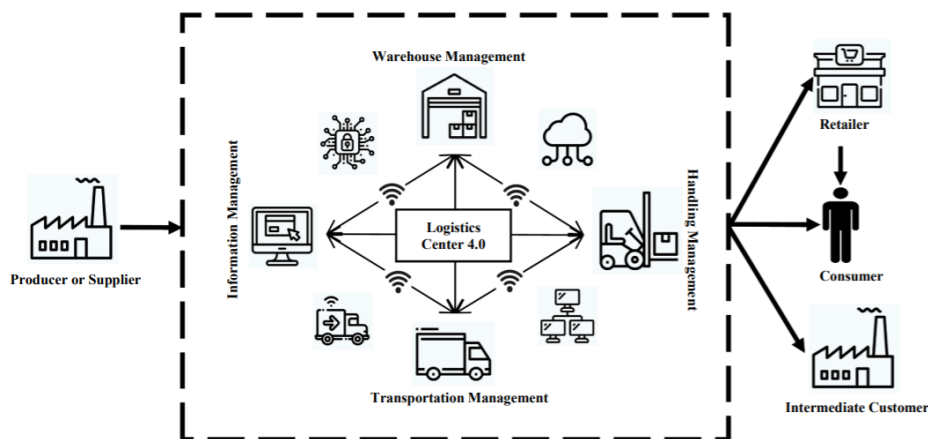 Warehouse Management
Retailer
Information Management
Handling Management
Logistics
Center 4.0
Producer or Supplier
Consumer
Transportation Management
Intermediate Customer